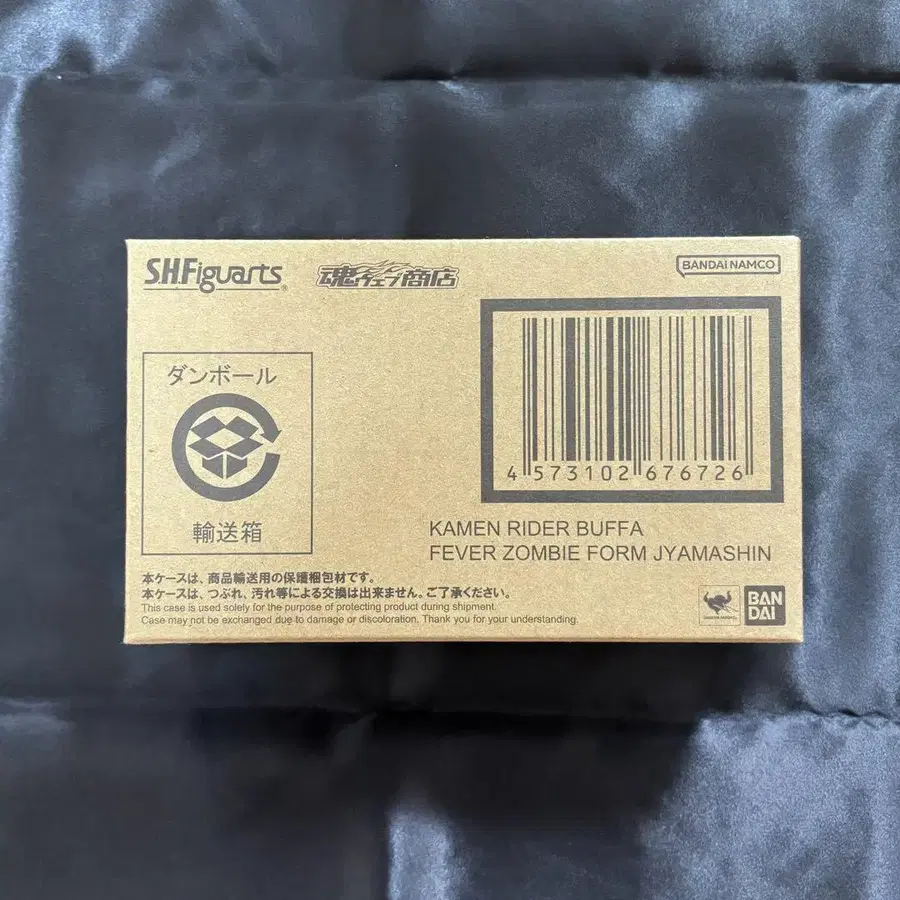 S.H.Figuarts
魂ウェブ商店
BANDAI NAMCO
ダンボール
輸送箱
4 573102 676726
KAMEN RIDER BUFFA
FEVER ZOMBIE FORM JYAMASHIN
本ケースは、商品輸送用の保護梱包材です。
本ケースは、つぶれ、汚れ等による交換は出来ません。ご了承ください。
This case is used solely for the purpose of protecting product during shipment.
Case may not be exchanged due to damage or discoloration. Thank you for your understanding.
BAN
DAI